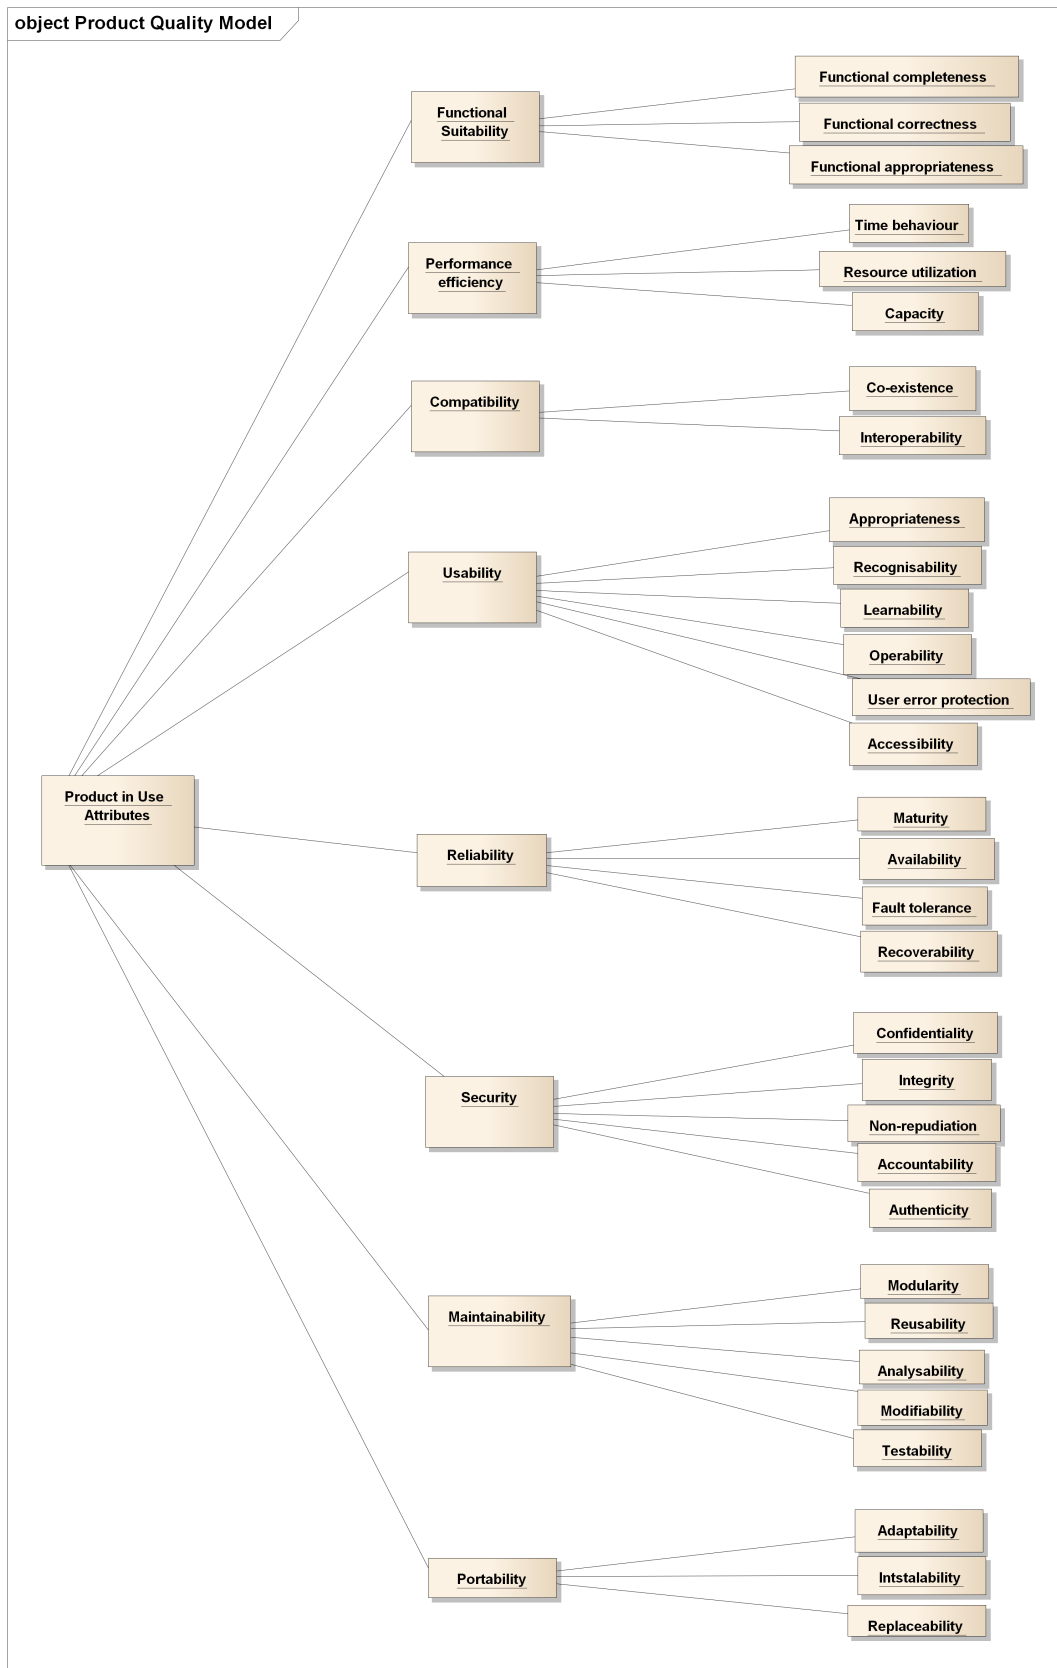 object Product Quality Model
Functional
Suitability
Functional completeness
Functional correctness
Functional appropriateness
Performance
efficiency
Time behaviour
Resource utilization
Capacity
Compatibility
Co-existence
Interoperability
Usability
Appropriateness
Recognisability
Learnability
Operability
User error protection
Accessibility
Product in Use
Attributes
Reliability
Maturity
Availability
Fault tolerance
Recoverability
Security
Confidentiality
Integrity
Non-repudiation
Accountability
Authenticity
Maintainability
Modularity
Reusability
Analysability
Modifiability
Testability
Portability
Adaptability
Intstalability
Replaceability